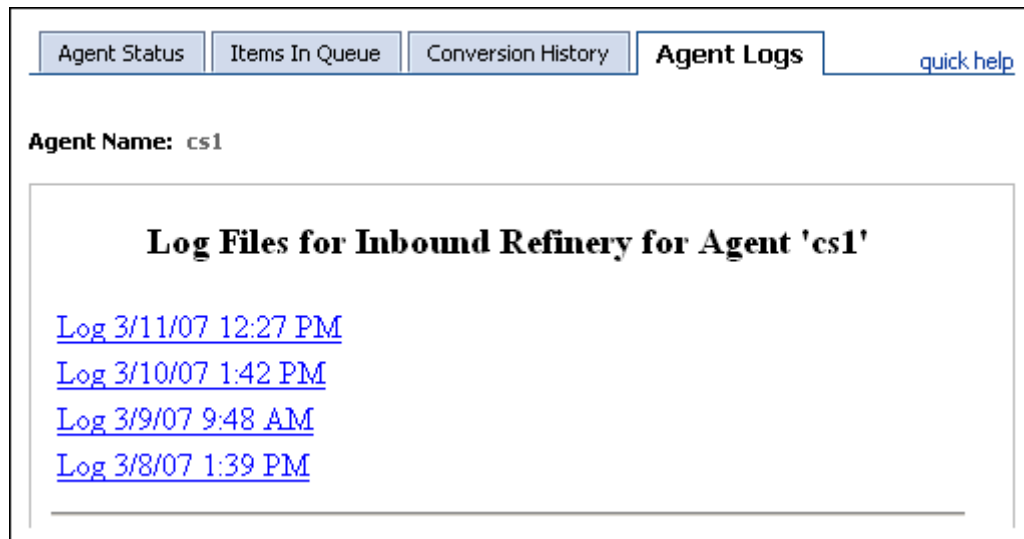 Agent Status Items In Queue Conversion History Agent Logs quick help
Agent Name: cs1
Log Files for Inbound Refinery for Agent 'cs1'
Log 3/11/07 12:27 PM
Log 3/10/07 1:42 PM
Log 3/9/07 9:48 AM
Log 3/8/07 1:39 PM